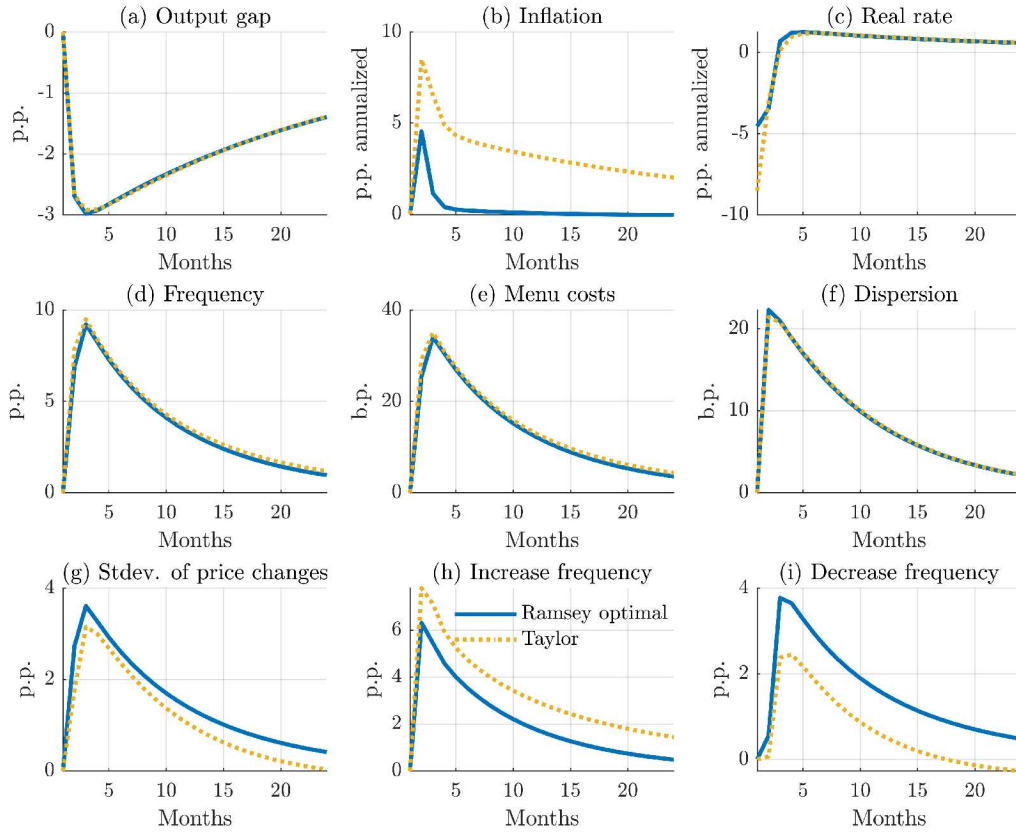 (a) Output gap
p.p.
0
-1
-2
-3
5 10 15 20
Months
(b) Inflation
p.p. annualized
10
5
0
5 10 15 20
Months
(c) Real rate
p.p. annualized
0
-5
-10
5 10 15 20
Months
(d) Frequency
p.p.
10
5
0
5 10 15 20
Months
(e) Menu costs
b.p.
40
20
0
5 10 15 20
Months
(f) Dispersion
b.p.
20
10
0
5 10 15 20
Months
(g) Stdev. of price changes
p.p.
4
2
0
5 10 15 20
Months
(h) Increase frequency
p.p.
6
4
2
0
Ramsey optimal
Taylor
5 10 15 20
Months
(i) Decrease frequency
p.p.
4
2
0
5 10 15 20
Months